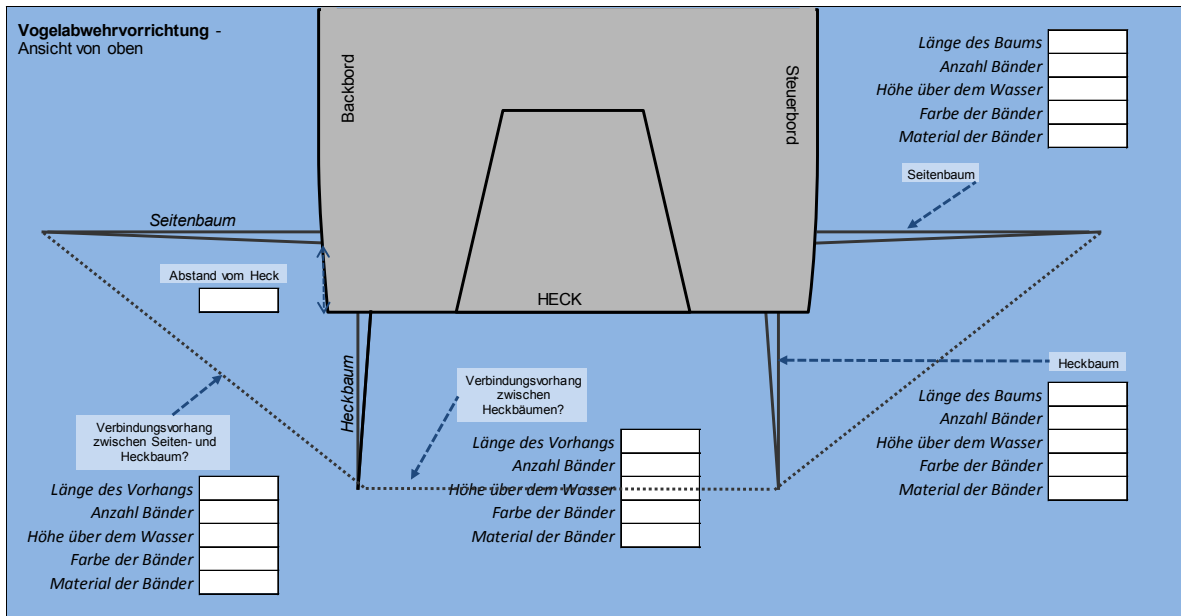 Vogelabwehrvorrichtung -
Ansicht von oben
Backbord
Steuerbord
Länge des Baums
Anzahl Bänder
Höhe über dem Wasser
Farbe der Bänder
Material der Bänder
Seitenbaum
Seitenbaum
Abstand vom Heck
HECK
Heckbaum
Heckbaum
Verbindungsvorhang
zwischen
Heckbäumen?
Verbindungsvorhang
zwischen Seiten- und
Heckbaum?
Länge des Vorhangs
Anzahl Bänder
Höhe über dem Wasser
Farbe der Bänder
Material der Bänder
Länge des Vorhangs
Anzahl Bänder
Höhe über dem Wasser
Farbe der Bänder
Material der Bänder
Länge des Baums
Anzahl Bänder
Höhe über dem Wasser
Farbe der Bänder
Material der Bänder